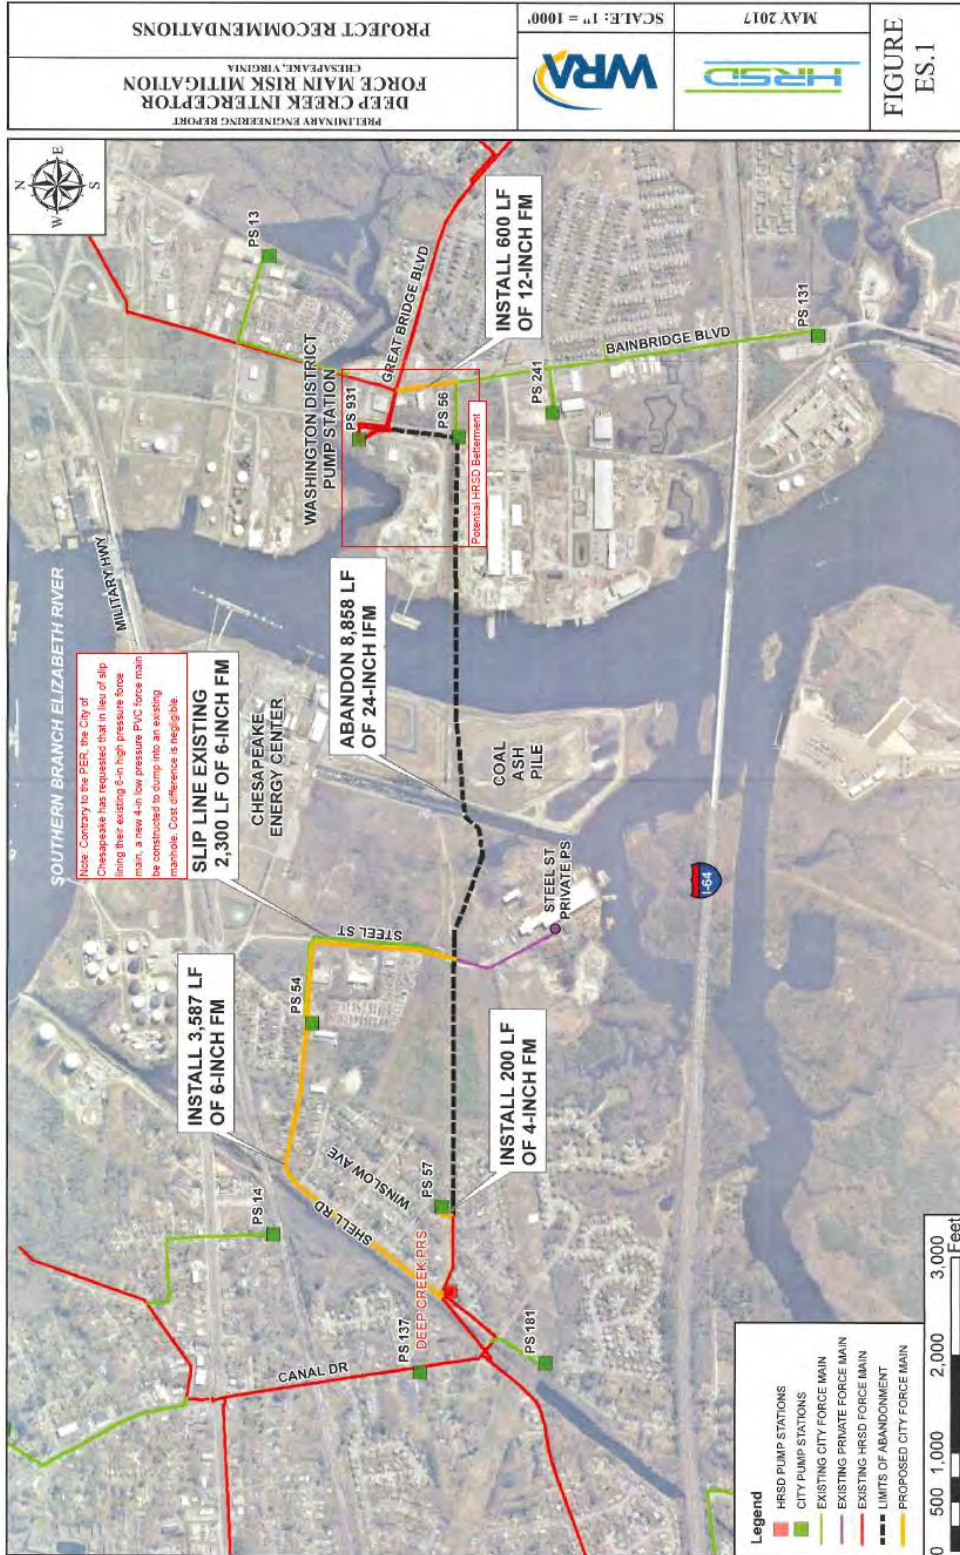 PRELIMINARY ENGINEERING REPORT
DEEP CREEK INTERCEPTOR
FORCE MAIN RISK MITIGATION
CHESAPEAKE, VIRGINIA
PROJECT RECOMMENDATIONS
WRA
SCALE: 1" = 1000'
HRSD
MAY 2017
FIGURE
ES.1
N
W
E
S
SOUTHERN BRANCH ELIZABETH RIVER
MILITARY HWY
Note: Contrary to the PER, the City of
Chesapeake has requested that in lieu of slip
lining their existing 6-in high pressure force
main, a new 4-in low pressure PVC force main
be constructed to dump into an existing
manhole. Cost difference is negligible.
SLIP LINE EXISTING
2,300 LF OF 6-INCH FM
CHESAPEAKE
ENERGY CENTER
ABANDON 8,858 LF
OF 24-INCH IFM
COAL
ASH
PILE
WASHINGTON DISTRICT
PUMP STATION
PS 931
PS 13
GREAT BRIDGE BLVD
INSTALL 600 LF
OF 12-INCH FM
PS 56
Potential HRSD Betterment
PS 241
BAINBRIDGE BLVD
PS 131
INSTALL 3,587 LF
OF 6-INCH FM
PS 54
STEEL ST
STEEL ST
PRIVATE PS
I-64
PS 14
SHELL RD
WINSLOW AVE
PS 57
INSTALL 200 LF
OF 4-INCH FM
DEEP CREEK PRS
CANAL DR
PS 137
PS 181
Legend
HRSD PUMP STATIONS
CITY PUMP STATIONS
EXISTING CITY FORCE MAIN
EXISTING PRIVATE FORCE MAIN
EXISTING HRSD FORCE MAIN
LIMITS OF ABANDONMENT
PROPOSED CITY FORCE MAIN
0 500 1,000 2,000 3,000
Feet